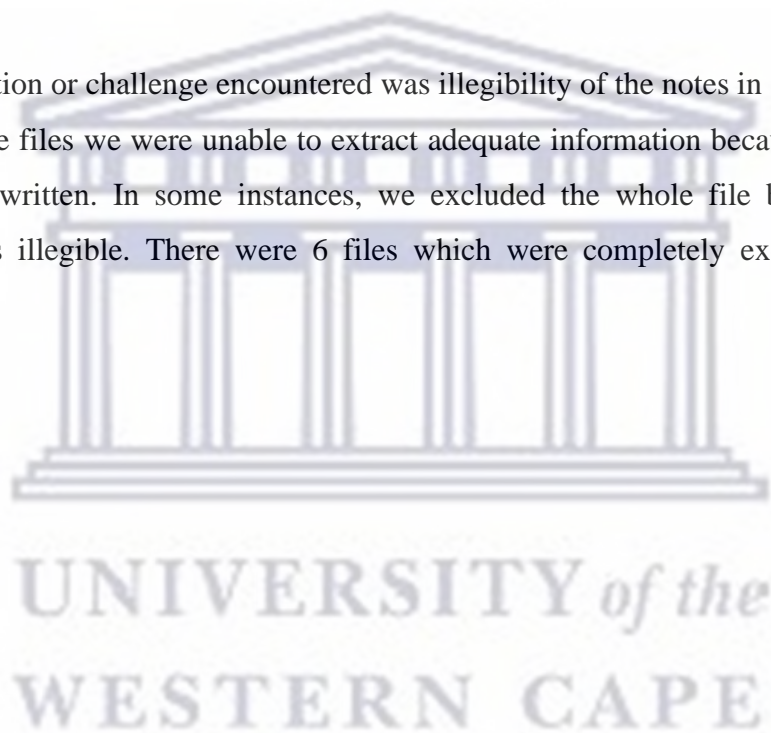 tion or challenge encountered was illegibility of the notes in
e files we were unable to extract adequate information becau
written. In some instances, we excluded the whole file b
s illegible. There were 6 files which were completely ex
UNIVERSITY of the
WESTERN CAPE